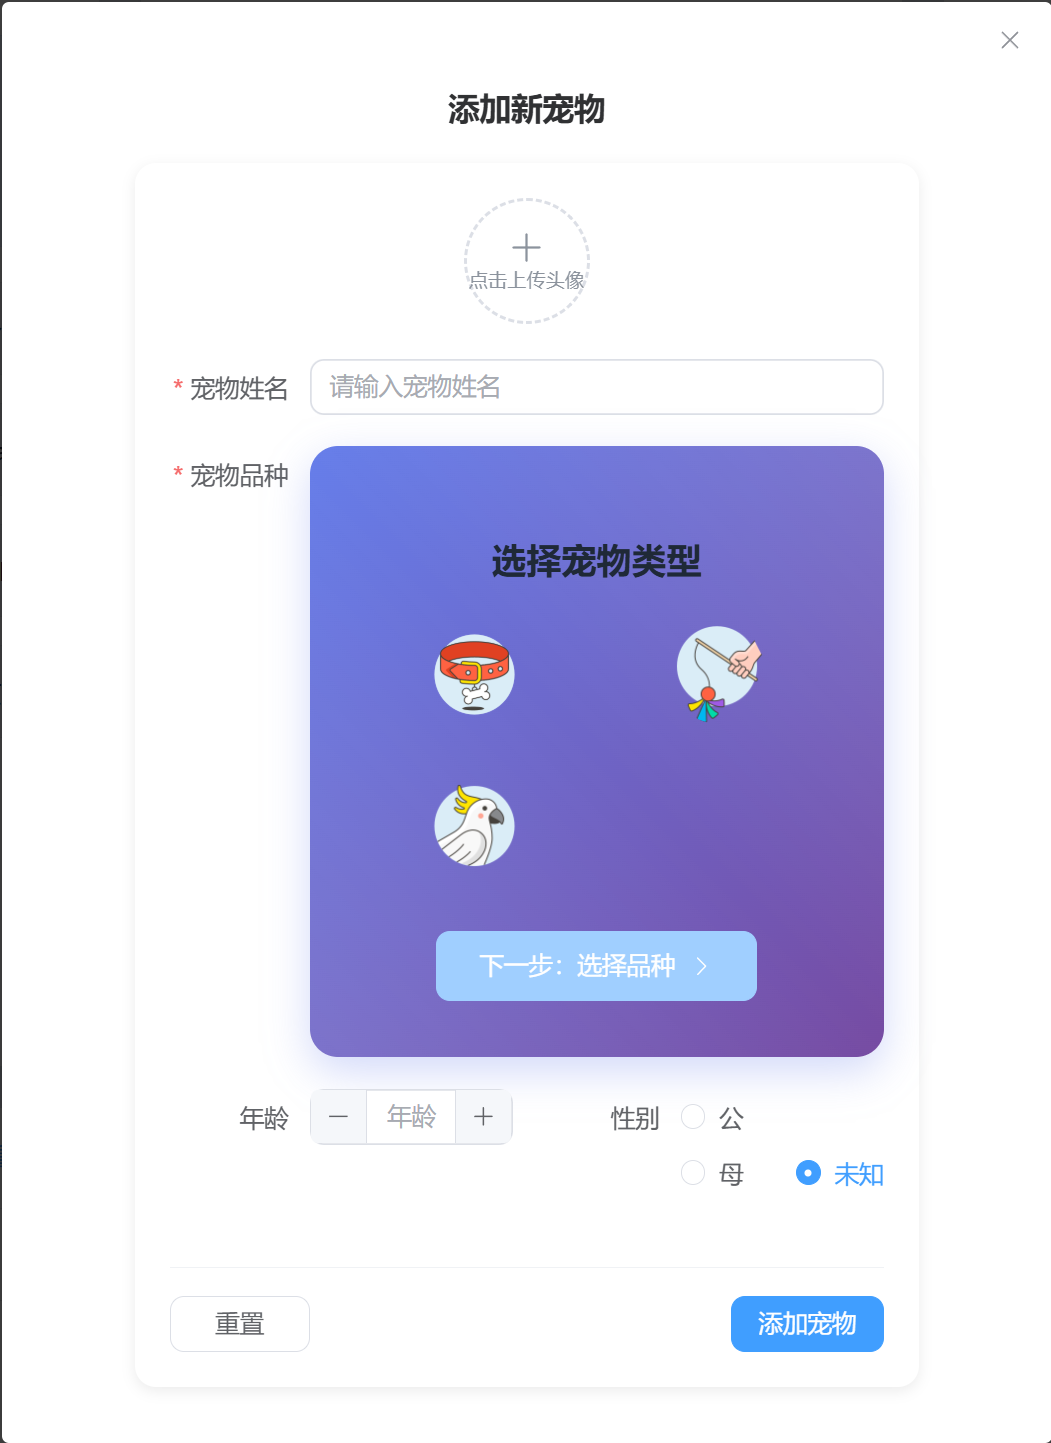 添加新宠物
点击上传头像
* 宠物姓名
请输入宠物姓名
* 宠物品种
选择宠物类型
下一步：选择品种
年龄
年龄
性别
公
母
未知
重置
添加宠物